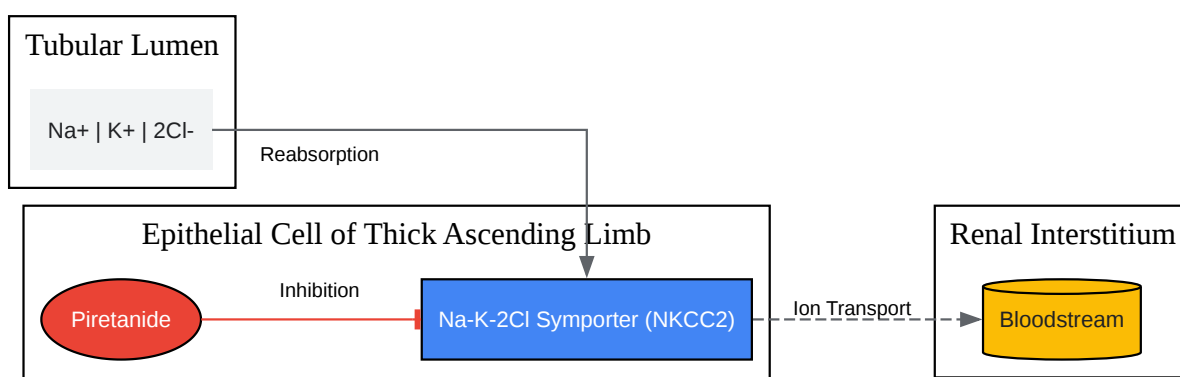 Tubular Lumen
Na+ | K+ | 2Cl-
Reabsorption
Epithelial Cell of Thick Ascending Limb
Renal Interstitium
Inhibition
Piretanide
Na-K-2Cl Symporter (NKCC2)
Ion Transport
Bloodstream